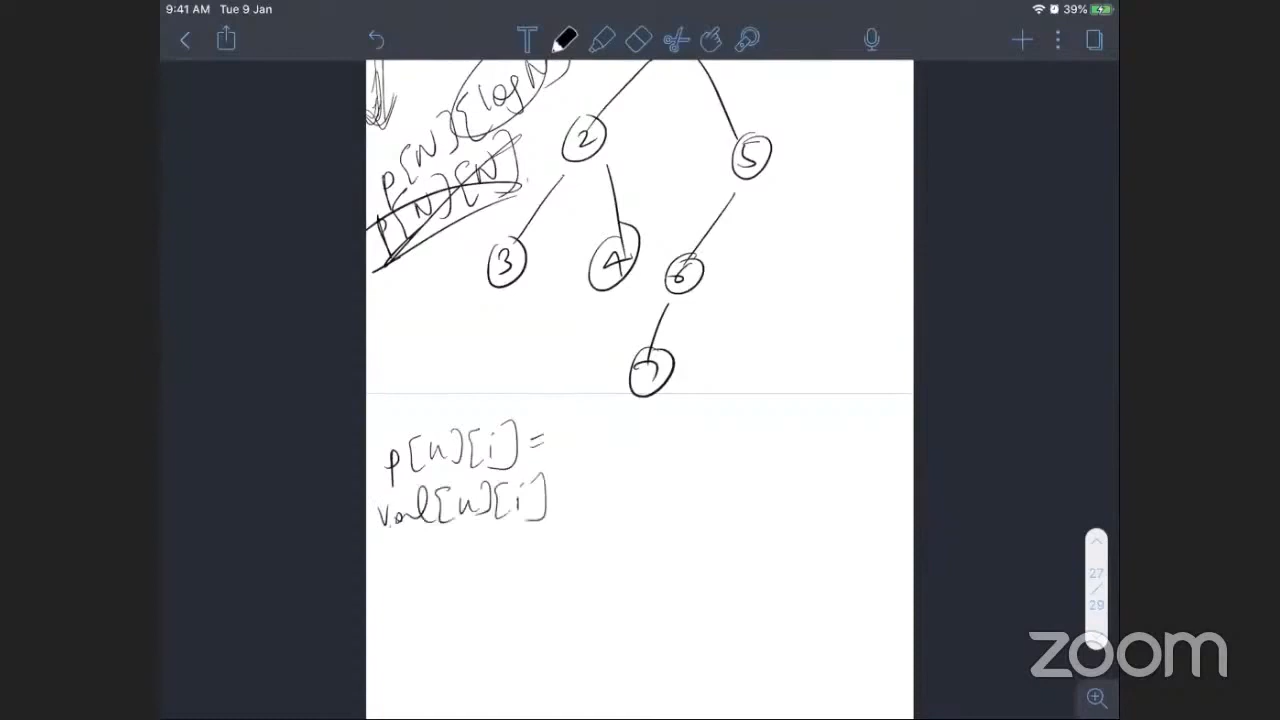 9:41 AM Tue 9 Jan
39%
T
p[N][logN]
p[N][N]
2
5
3
4
6
7
p[u][i]=
val[u][i]
27
/
29
zoom